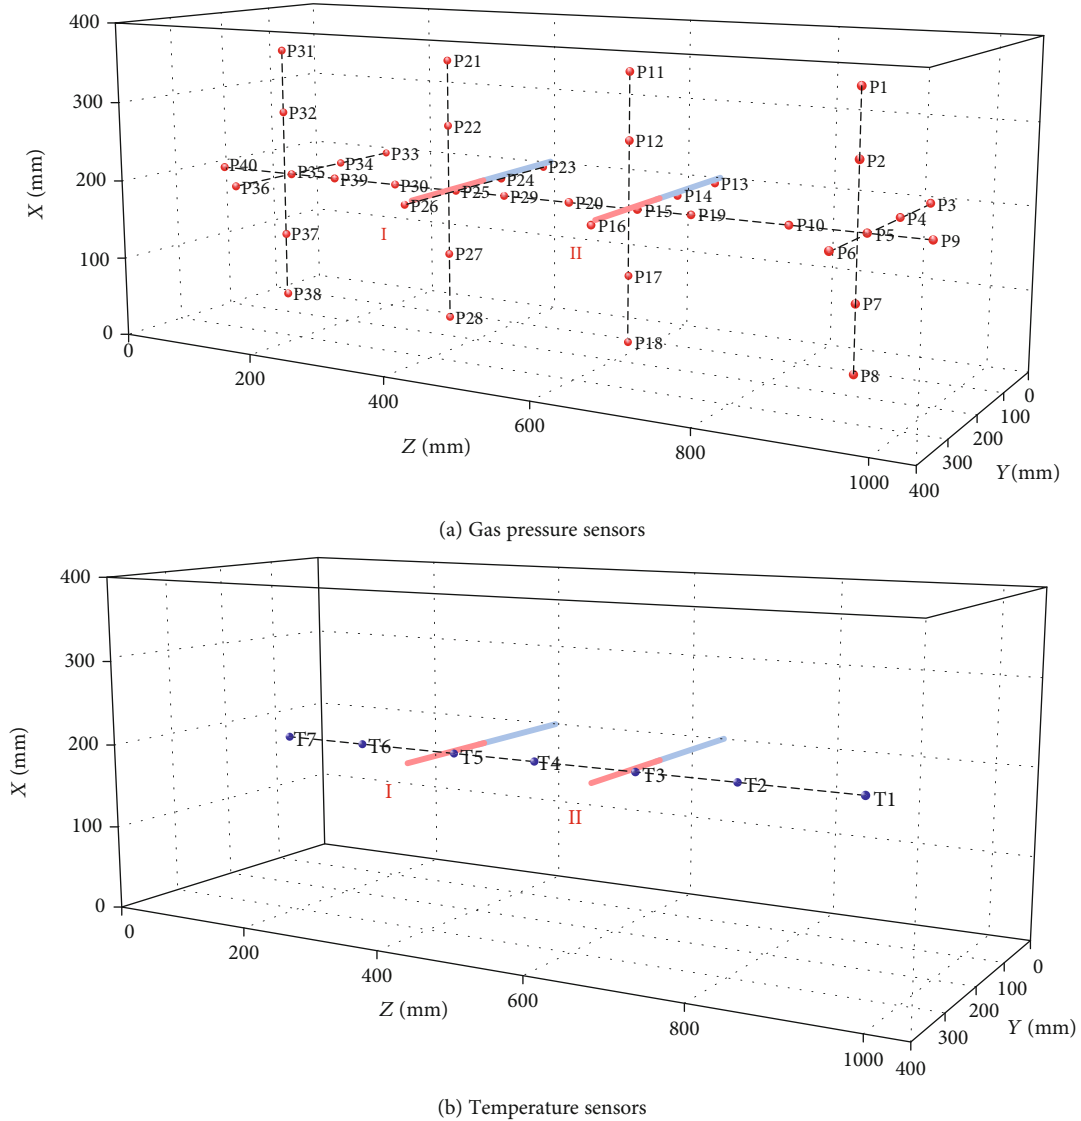 400
300
200
100
0
X (mm)
P31
P21
P11
P1
P32
P22
P12
P2
P40
P36
P35
P34
P33
P39
P30
P26
P25
P24
P23
P29
P20
P16
P15
P14
P13
P19
P10
P6
P5
P4
P3
P9
I
II
P37
P27
P17
P7
P38
P28
P18
P8
0
200
400
600
800
1000
Z (mm)
0
100
200
300
400
Y (mm)
(a) Gas pressure sensors
400
300
200
100
0
X (mm)
T7
T6
T5
T4
T3
T2
T1
I
II
0
200
400
600
800
1000
Z (mm)
0
100
200
300
400
Y (mm)
(b) Temperature sensors